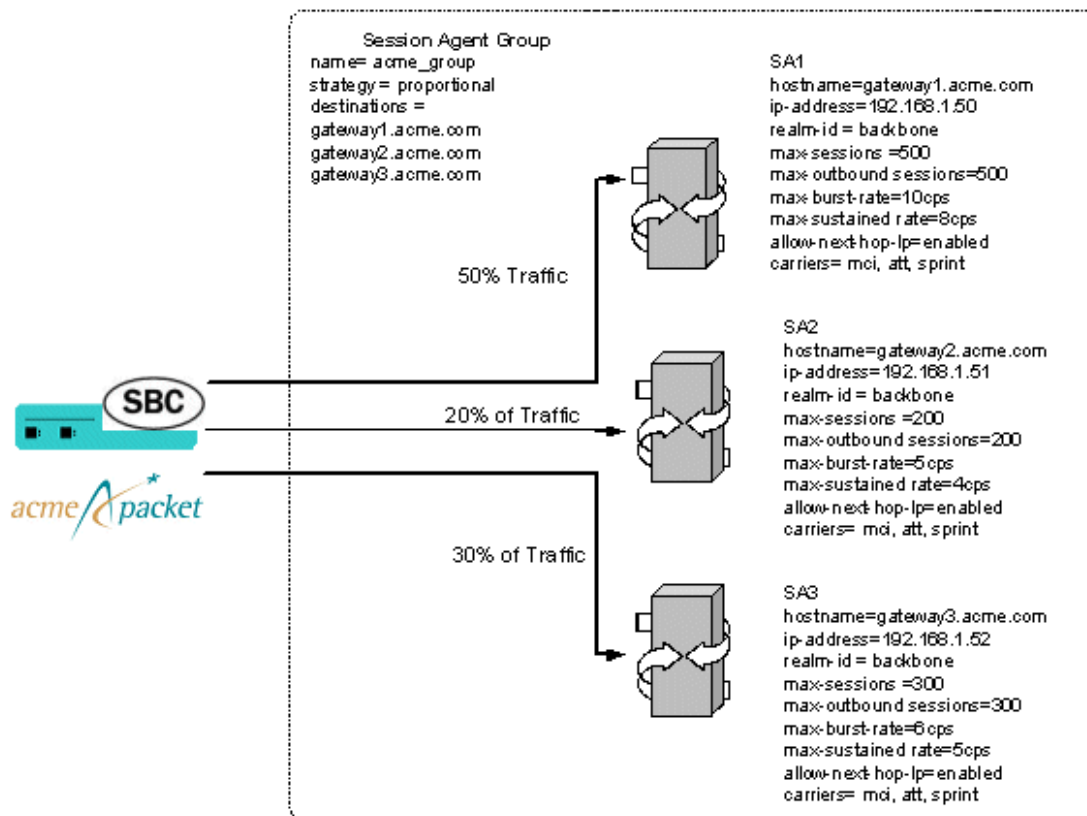 Session Agent Group
name= acme_group
strategy = proportional
destinations =
gateway1.acme.com
gateway2.acme.com
gateway3.acme.com
SA1
hostname=gateway1.acme.com
ip-address=192.168.1.50
realm-id = backbone
max-sessions =500
max-outbound sessions=500
max-burst-rate=10cps
max-sustained rate=8cps
allow-next-hop-lp=enabled
carriers= mci, att, sprint
50% Traffic
SA2
hostname=gateway2.acme.com
ip-address=192.168.1.51
realm-id = backbone
max-sessions =200
max-outbound sessions=200
max-burst-rate=5cps
max-sustained rate=4cps
allow-next-hop-lp=enabled
carriers= mci, att, sprint
SBC
20% of Traffic
acme packet
30% of Traffic
SA3
hostname=gateway3.acme.com
ip-address=192.168.1.52
realm-id = backbone
max-sessions =300
max-outbound sessions=300
max-burst-rate=6cps
max-sustained rate=5cps
allow-next-hop-lp=enabled
carriers= mci, att, sprint